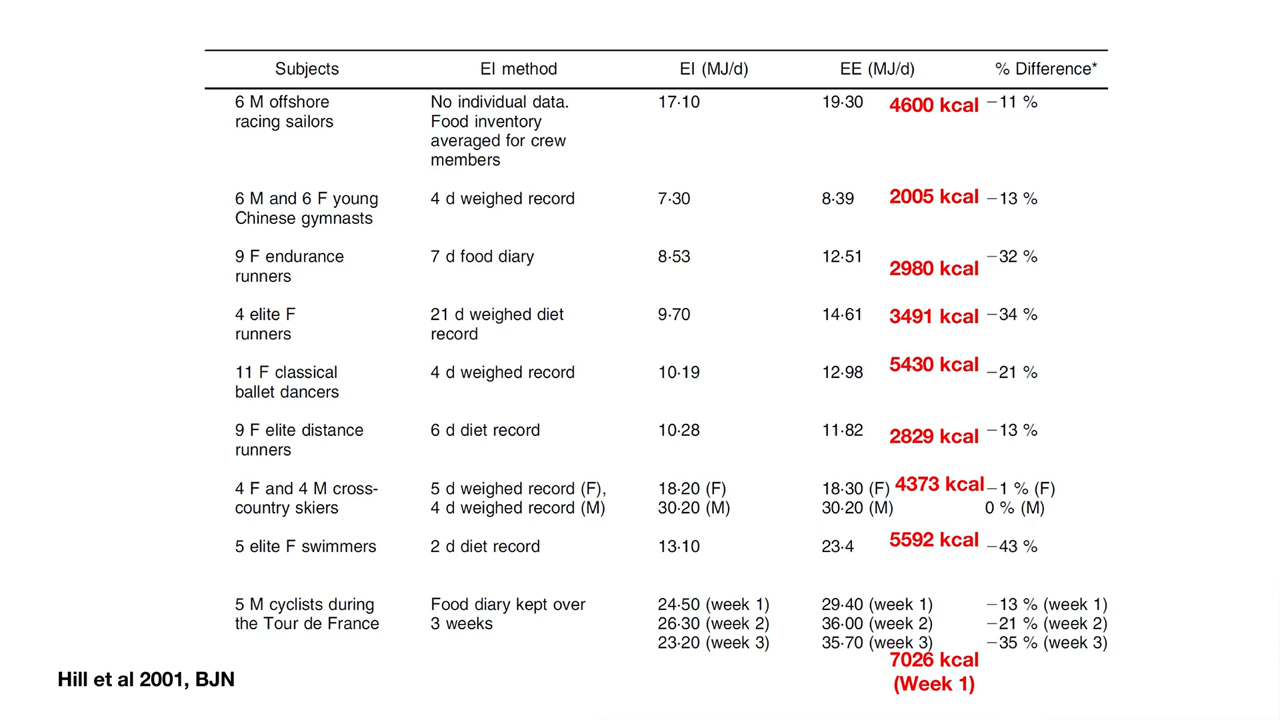 Subjects EI method EI (MJ/d) EE (MJ/d) % Difference*
6 M offshore No individual data. 17·10 19·30 4600 kcal −11 %
racing sailors Food inventory
averaged for crew
members
6 M and 6 F young 4 d weighed record 7·30 8·39 2005 kcal −13 %
Chinese gymnasts
9 F endurance 7 d food diary 8·53 12·51 2980 kcal −32 %
runners
4 elite F 21 d weighed diet 9·70 14·61 3491 kcal −34 %
runners record
11 F classical 4 d weighed record 10·19 12·98 5430 kcal −21 %
ballet dancers
9 F elite distance 6 d diet record 10·28 11·82 2829 kcal −13 %
runners
4 F and 4 M cross- 5 d weighed record (F), 18·20 (F) 18·30 (F) 4373 kcal −1 % (F)
country skiers 4 d weighed record (M) 30·20 (M) 30·20 (M) 0 % (M)
5 elite F swimmers 2 d diet record 13·10 23·4 5592 kcal −43 %
5 M cyclists during Food diary kept over 24·50 (week 1) 29·40 (week 1) −13 % (week 1)
the Tour de France 3 weeks 26·30 (week 2) 36·00 (week 2) −21 % (week 2)
23·20 (week 3) 35·70 (week 3) −35 % (week 3)
7026 kcal
(Week 1)
Hill et al 2001, BJN